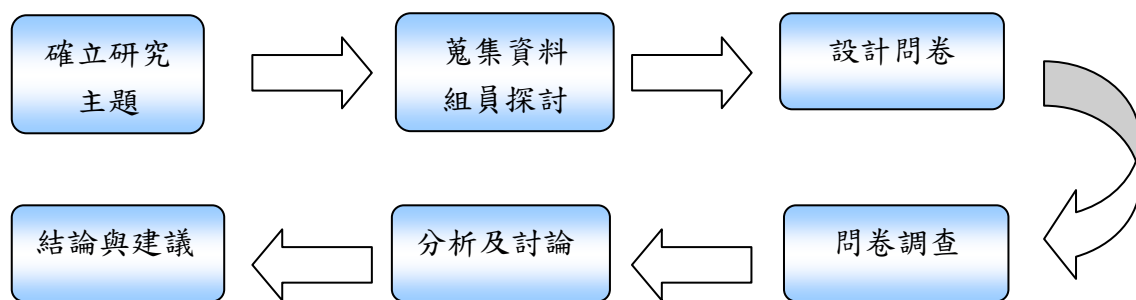 確立研究
主題
蒐集資料
組員探討
設計問卷
問卷調查
分析及討論
結論與建議